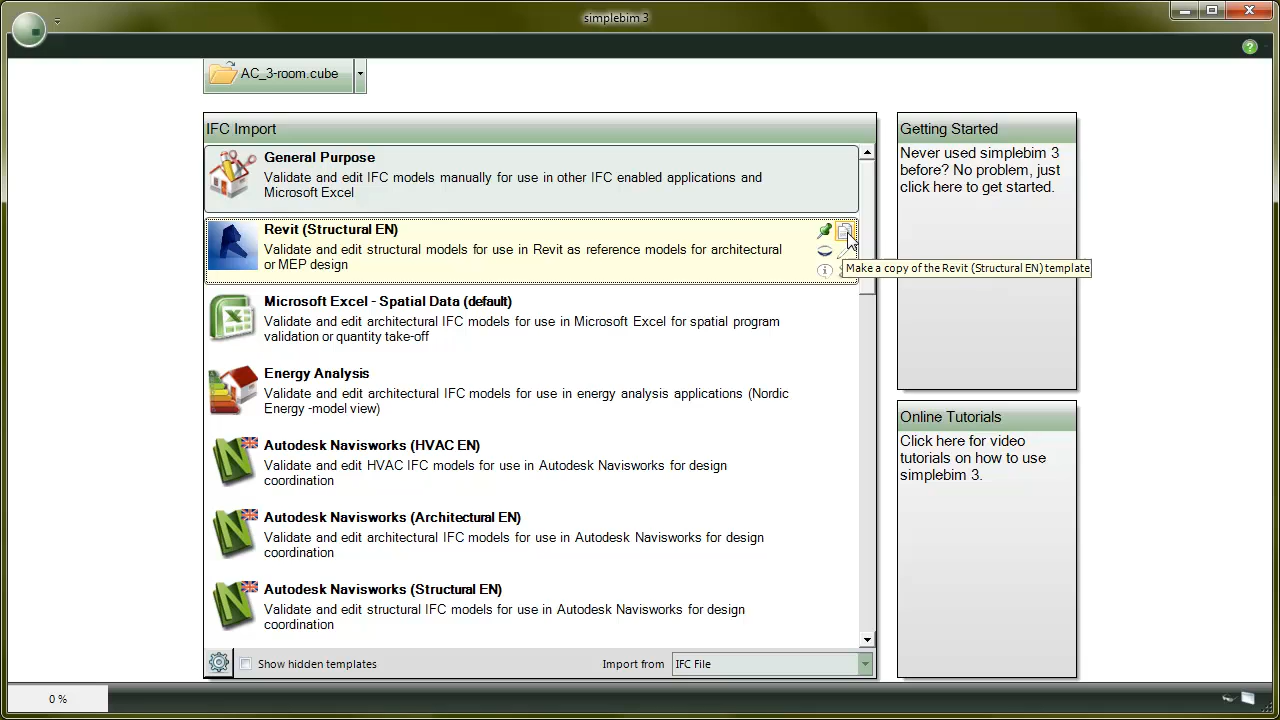 simplebim 3
AC_3-room.cube
IFC Import
General Purpose
Validate and edit IFC models manually for use in other IFC enabled applications and
Microsoft Excel
Revit (Structural EN)
Validate and edit structural models for use in Revit as reference models for architectural
or MEP design
Make a copy of the Revit (Structural EN) template
Microsoft Excel - Spatial Data (default)
Validate and edit architectural IFC models for use in Microsoft Excel for spatial program
validation or quantity take-off
Energy Analysis
Validate and edit architectural IFC models for use in energy analysis applications (Nordic
Energy -model view)
Autodesk Navisworks (HVAC EN)
Validate and edit HVAC IFC models for use in Autodesk Navisworks for design
coordination
Autodesk Navisworks (Architectural EN)
Validate and edit architectural IFC models for use in Autodesk Navisworks for design
coordination
Autodesk Navisworks (Structural EN)
Validate and edit structural IFC models for use in Autodesk Navisworks for design
coordination
Show hidden templates
Import from
IFC File
Getting Started
Never used simplebim 3
before? No problem, just
click here to get started.
Online Tutorials
Click here for video
tutorials on how to use
simplebim 3.
0 %